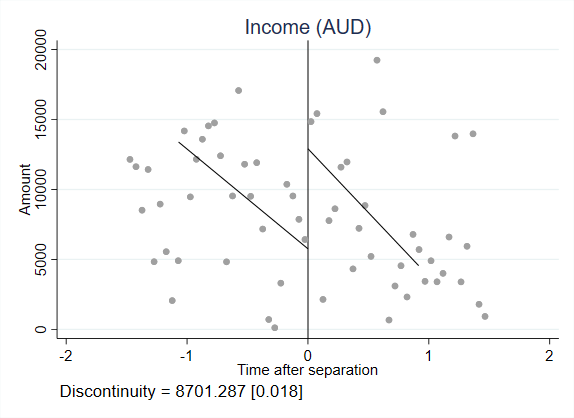 Income (AUD)
20000
15000
10000
5000
0
Amount
-2 -1 0 1 2
Time after separation
Discontinuity = 8701.287 [0.018]